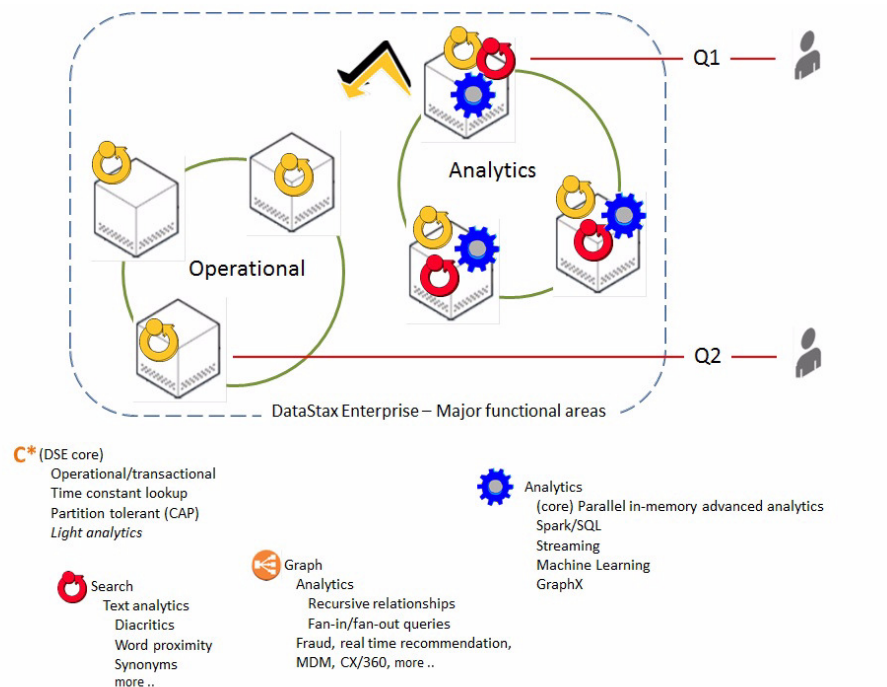 Q1
Analytics
Operational
Q2
DataStax Enterprise – Major functional areas
C* (DSE core)
Operational/transactional
Time constant lookup
Partition tolerant (CAP)
Light analytics
Search
Text analytics
Diacritics
Word proximity
Synonyms
more ..
Graph
Analytics
Recursive relationships
Fan-in/fan-out queries
Fraud, real time recommendation,
MDM, CX/360, more ..
Analytics
(core) Parallel in-memory advanced analytics
Spark/SQL
Streaming
Machine Learning
GraphX